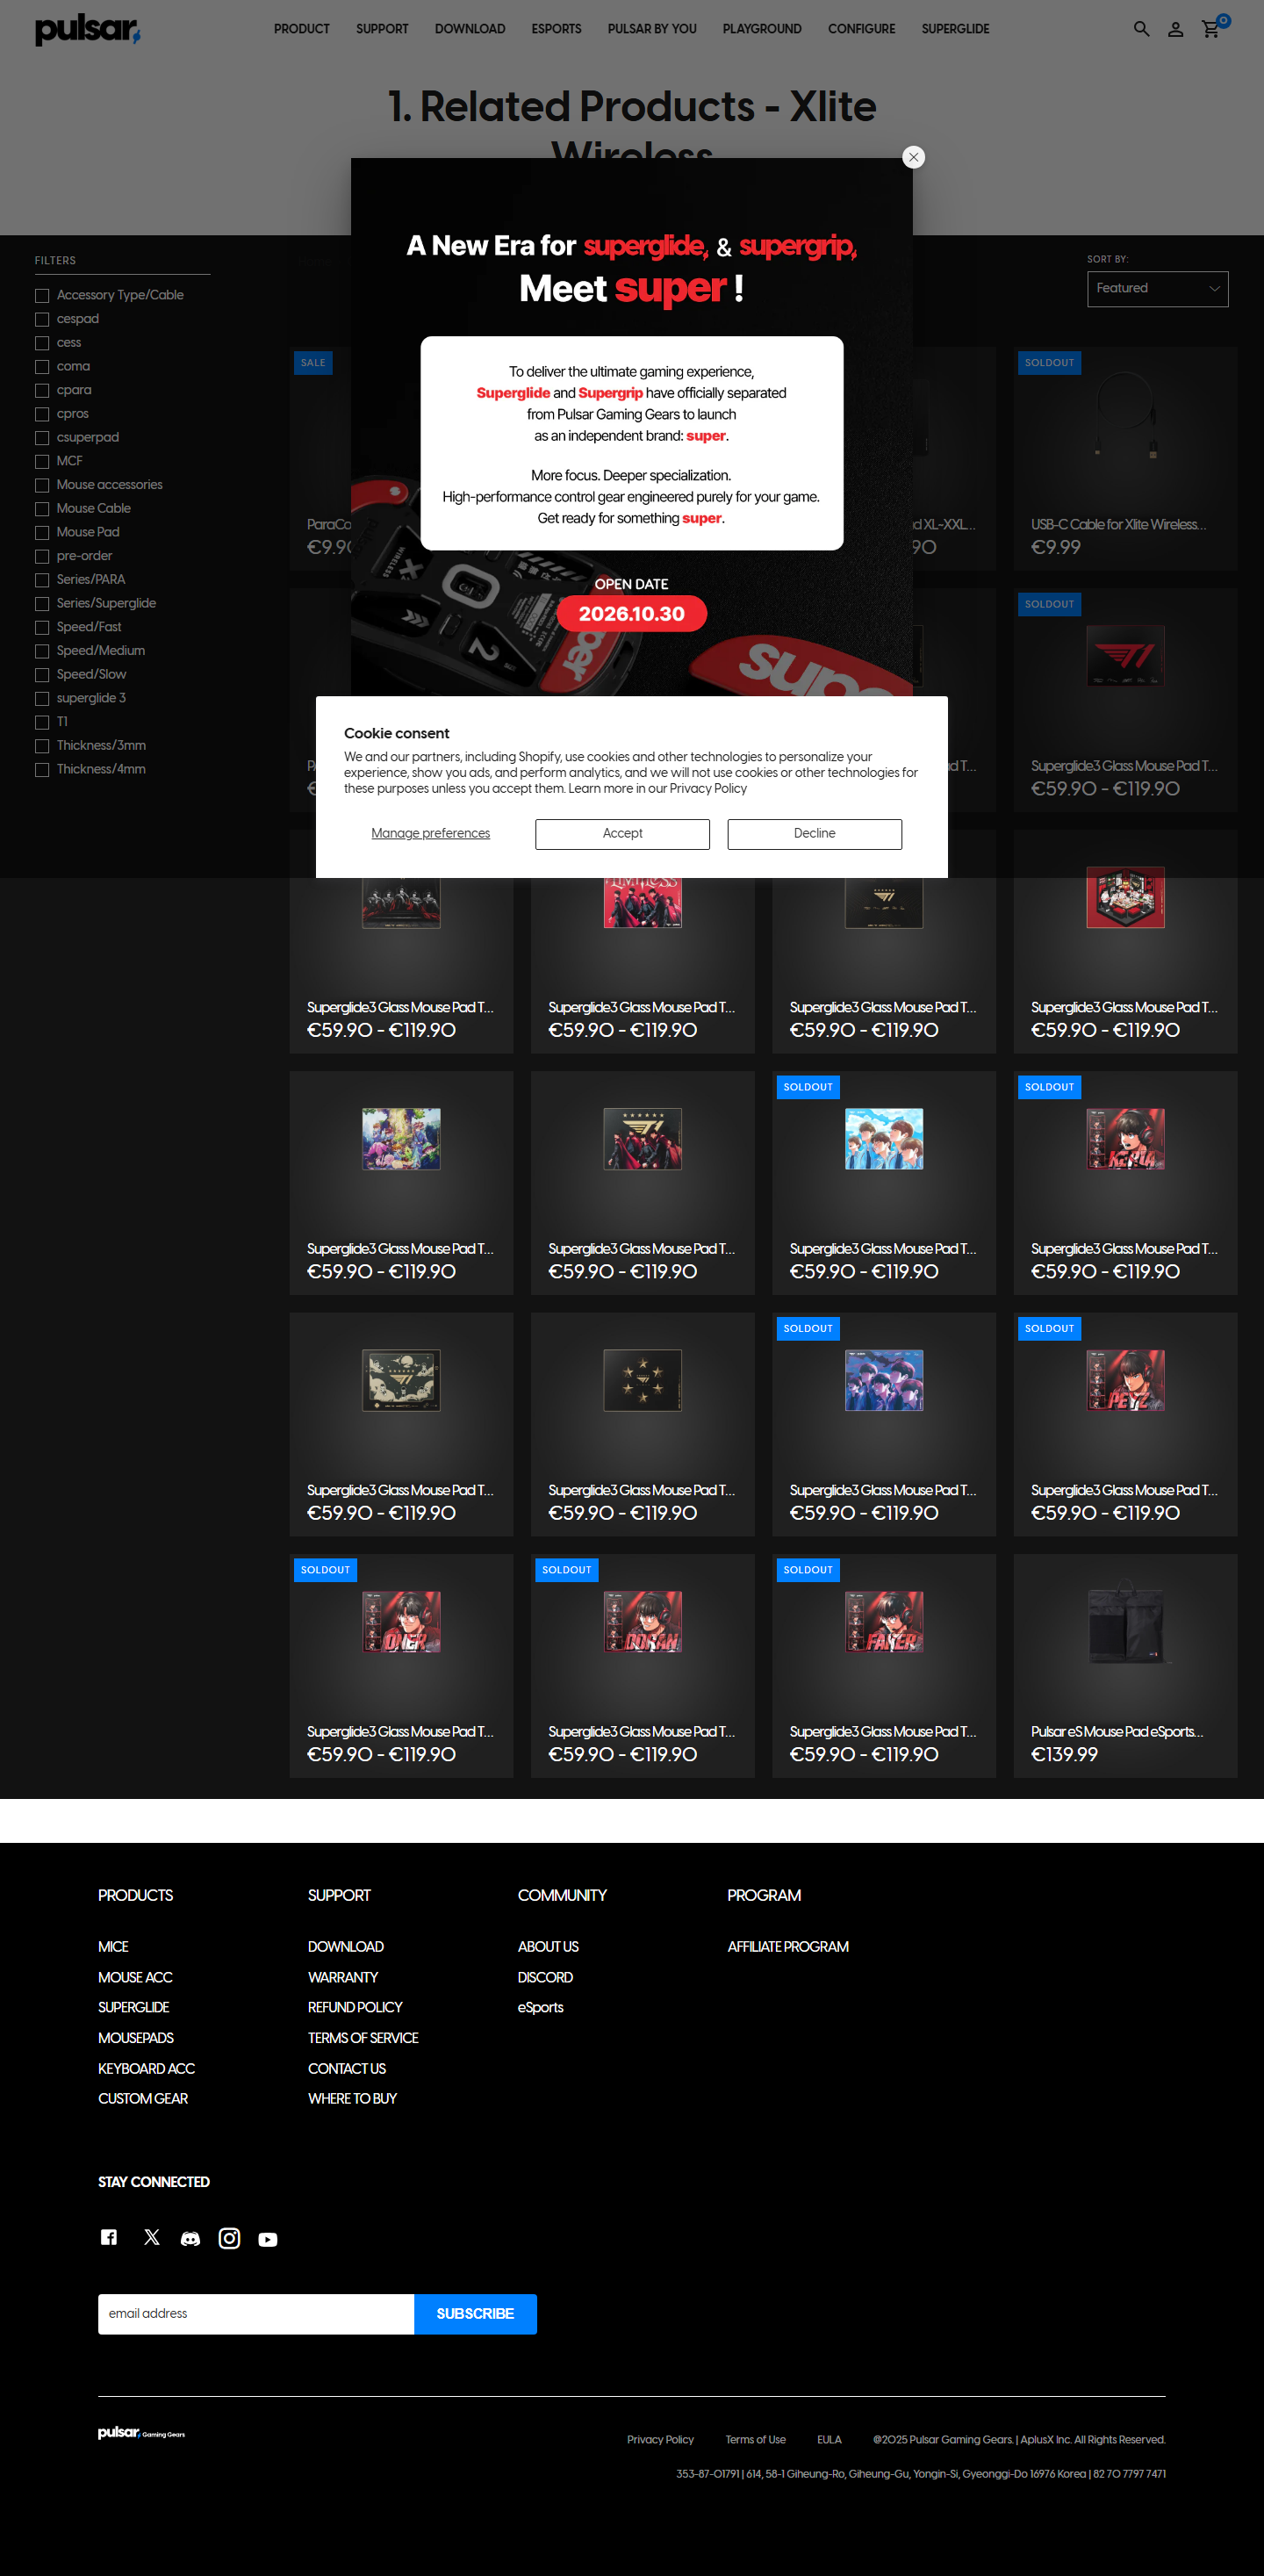 pulsar
PRODUCT
SUPPORT
DOWNLOAD
ESPORTS
PULSAR BY YOU
PLAYGROUND
CONFIGURE
SUPERGLIDE
0
1. Related Products - Xlite
Wireless
A New Era for superglide, & supergrip,
Meet super !
To deliver the ultimate gaming experience,
Superglide and Supergrip have officially separated
from Pulsar Gaming Gears to launch
as an independent brand: super.
More focus. Deeper specialization.
High-performance control gear engineered purely for your game.
Get ready for something super.
OPEN DATE
2026.10.30
FILTERS
Accessory Type/Cable
cespad
cess
coma
cpara
cpros
csuperpad
MCF
Mouse accessories
Mouse Cable
Mouse Pad
pre-order
Series/PARA
Series/Superglide
Speed/Fast
Speed/Medium
Speed/Slow
superglide 3
T1
Thickness/3mm
Thickness/4mm
SORT BY:
Featured
SALE
ParaCo
€9.90
ad XL-XXL...
90
SOLDOUT
USB-C Cable for Xlite Wireless...
€9.99
ad T...
90
SOLDOUT
Superglide3 Glass Mouse Pad T...
€59.90 - €119.90
Cookie consent
We and our partners, including Shopify, use cookies and other technologies to personalize your
experience, show you ads, and perform analytics, and we will not use cookies or other technologies for
these purposes unless you accept them. Learn more in our Privacy Policy
Manage preferences
Accept
Decline
Superglide3 Glass Mouse Pad T...
€59.90 - €119.90
LIMITLESS
Superglide3 Glass Mouse Pad T...
€59.90 - €119.90
Superglide3 Glass Mouse Pad T...
€59.90 - €119.90
Superglide3 Glass Mouse Pad T...
€59.90 - €119.90
Superglide3 Glass Mouse Pad T...
€59.90 - €119.90
Superglide3 Glass Mouse Pad T...
€59.90 - €119.90
SOLDOUT
Superglide3 Glass Mouse Pad T...
€59.90 - €119.90
SOLDOUT
KERIA
Superglide3 Glass Mouse Pad T...
€59.90 - €119.90
Superglide3 Glass Mouse Pad T...
€59.90 - €119.90
Superglide3 Glass Mouse Pad T...
€59.90 - €119.90
SOLDOUT
Superglide3 Glass Mouse Pad T...
€59.90 - €119.90
SOLDOUT
PEYZ
Superglide3 Glass Mouse Pad T...
€59.90 - €119.90
SOLDOUT
ONER
Superglide3 Glass Mouse Pad T...
€59.90 - €119.90
SOLDOUT
DORAN
Superglide3 Glass Mouse Pad T...
€59.90 - €119.90
SOLDOUT
FAKER
Superglide3 Glass Mouse Pad T...
€59.90 - €119.90
Pulsar eS Mouse Pad eSports...
€139.99
PRODUCTS
MICE
MOUSE ACC
SUPERGLIDE
MOUSEPADS
KEYBOARD ACC
CUSTOM GEAR
SUPPORT
DOWNLOAD
WARRANTY
REFUND POLICY
TERMS OF SERVICE
CONTACT US
WHERE TO BUY
COMMUNITY
ABOUT US
DISCORD
eSports
PROGRAM
AFFILIATE PROGRAM
STAY CONNECTED
email address
SUBSCRIBE
pulsar Gaming Gears
Privacy Policy
Terms of Use
EULA
@2025 Pulsar Gaming Gears. | AplusX Inc. All Rights Reserved.
353-87-01791 | 614, 58-1 Giheung-Ro, Giheung-Gu, Yongin-Si, Gyeonggi-Do 16976 Korea | 82 70 7797 7471